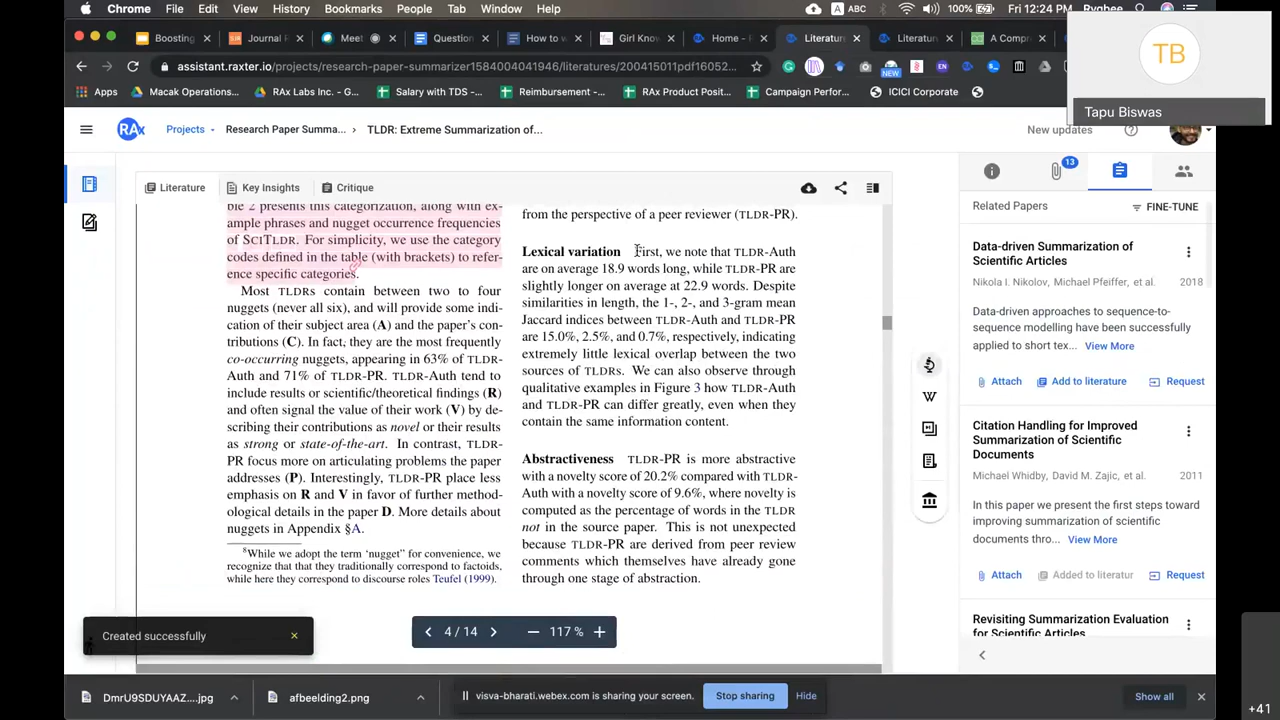 Chrome File Edit View History Bookmarks People Tab Window Help
A ABC 100% Fri 12:24 AM
Boosting
Journal F
Meet
Quest
How to w
Girl Kno
Home - R
Literatur
Literatur
A Compre
TB
Tapu Biswas
assistant.raxter.io/projects/research-paper-summariz4004041946/literatures/200415011pdf16052...
NEW
EN
Apps
Macak Operation...
RAx Labs Inc. - G...
Salary with TDS -...
Reimbursement -...
RAx Product Posit...
Campaign Perfor...
ICICI Corporate
RAx
Projects
Research Paper Summa...
TLDR: Extreme Summarization of...
New updates
Literature
Key Insights
Critique
ble 2 presents this categorization, along with ex-
ample phrases and nugget occurrence frequencies
of SCITLDR. For simplicity, we use the category
codes defined in the table (with brackets) to refer-
ence specific categories.
Most TLDRs contain between two to four
nuggets (never all six), and will provide some indi-
cation of their subject area (A) and the paper's con-
tributions (C). In fact, they are the most frequently
co-occurring nuggets, appearing in 63% of TLDR-
Auth and 71% of TLDR-PR. TLDR-Auth tend to
include results or scientific/theoretical findings (R)
and often signal the value of their work (V) by de-
scribing their contributions as novel or their results
as strong or state-of-the-art. In contrast, TLDR-
PR focus more on articulating problems the paper
addresses (P). Interestingly, TLDR-PR place less
emphasis on R and V in favor of further method-
ological details in the paper D. More details about
nuggets in Appendix §A.
8While we adopt the term 'nugget" for convenience, we
recognize that that they traditionally correspond to factoids,
while here they correspond to discourse roles Teufel (1999).
from the perspective of a peer reviewer (TLDR-PR).
Lexical variation First, we note that TLDR-Auth
are on average 18.9 words long, while TLDR-PR are
slightly longer on average at 22.9 words. Despite
similarities in length, the 1-, 2-, and 3-gram mean
Jaccard indices between TLDR-Auth and TLDR-PR
are 15.0%, 2.5%, and 0.7%, respectively, indicating
extremely little lexical overlap between the two
sources of TLDRs. We can also observe through
qualitative examples in Figure 3 how TLDR-Auth
and TLDR-PR can differ greatly, even when they
contain the same information content.
Abstractiveness TLDR-PR is more abstractive
with a novelty score of 20.2% compared with TLDR-
Auth with a novelty score of 9.6%, where novelty is
computed as the percentage of words in the TLDR
not in the source paper. This is not unexpected
because TLDR-PR are derived from peer review
comments which themselves have already gone
through one stage of abstraction.
4 / 14
117 %
Created successfully
W
13
Related Papers
FINE-TUNE
Data-driven Summarization of
Scientific Articles
Nikola I. Nikolov, Michael Pfeiffer, et al. 2018
Data-driven approaches to sequence-to-
sequence modelling have been successfully
applied to short tex... View More
Attach Add to literature Request
Citation Handling for Improved
Summarization of Scientific
Documents
Michael Whidby, David M. Zajic, et al. 2011
In this paper we present the first steps toward
improving summarization of scientific
documents thro... View More
Attach Added to literatur Request
Revisiting Summarization Evaluation
for Scientific Articles
DmrU9SDUYAAZ....jpg
afbeelding2.png
visva-bharati.webex.com is sharing your screen.
Stop sharing
Hide
Show all
+41